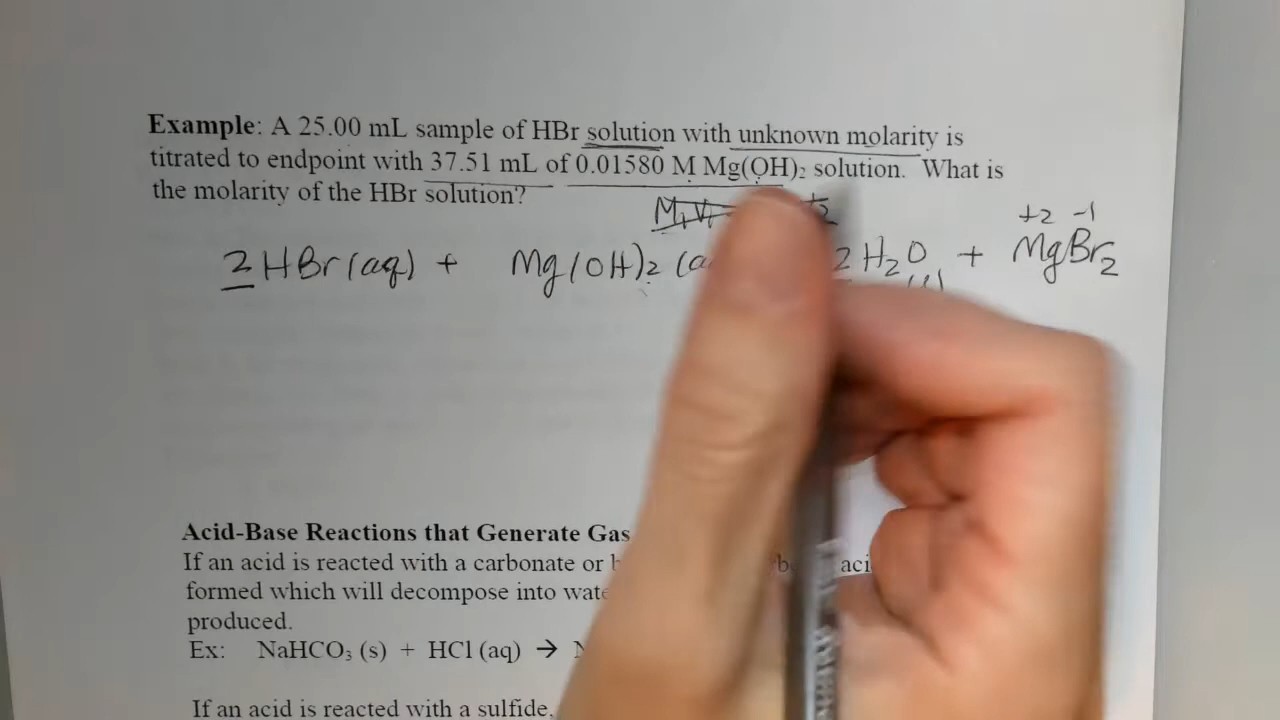 Example: A 25.00 mL sample of HBr solution with unknown molarity is
titrated to endpoint with 37.51 mL of 0.01580 M Mg(OH)₂ solution. What is
the molarity of the HBr solution?
M₁V₁
+2 -1
2HBr(aq) + Mg(OH)₂ (a 2H₂O + MgBr₂
Acid-Base Reactions that Generate Gas
If an acid is reacted with a carbonate or aci
formed which will decompose into wat
produced.
Ex: NaHCO₃ (s) + HCl (aq) → N
If an acid is reacted with a sulfide,